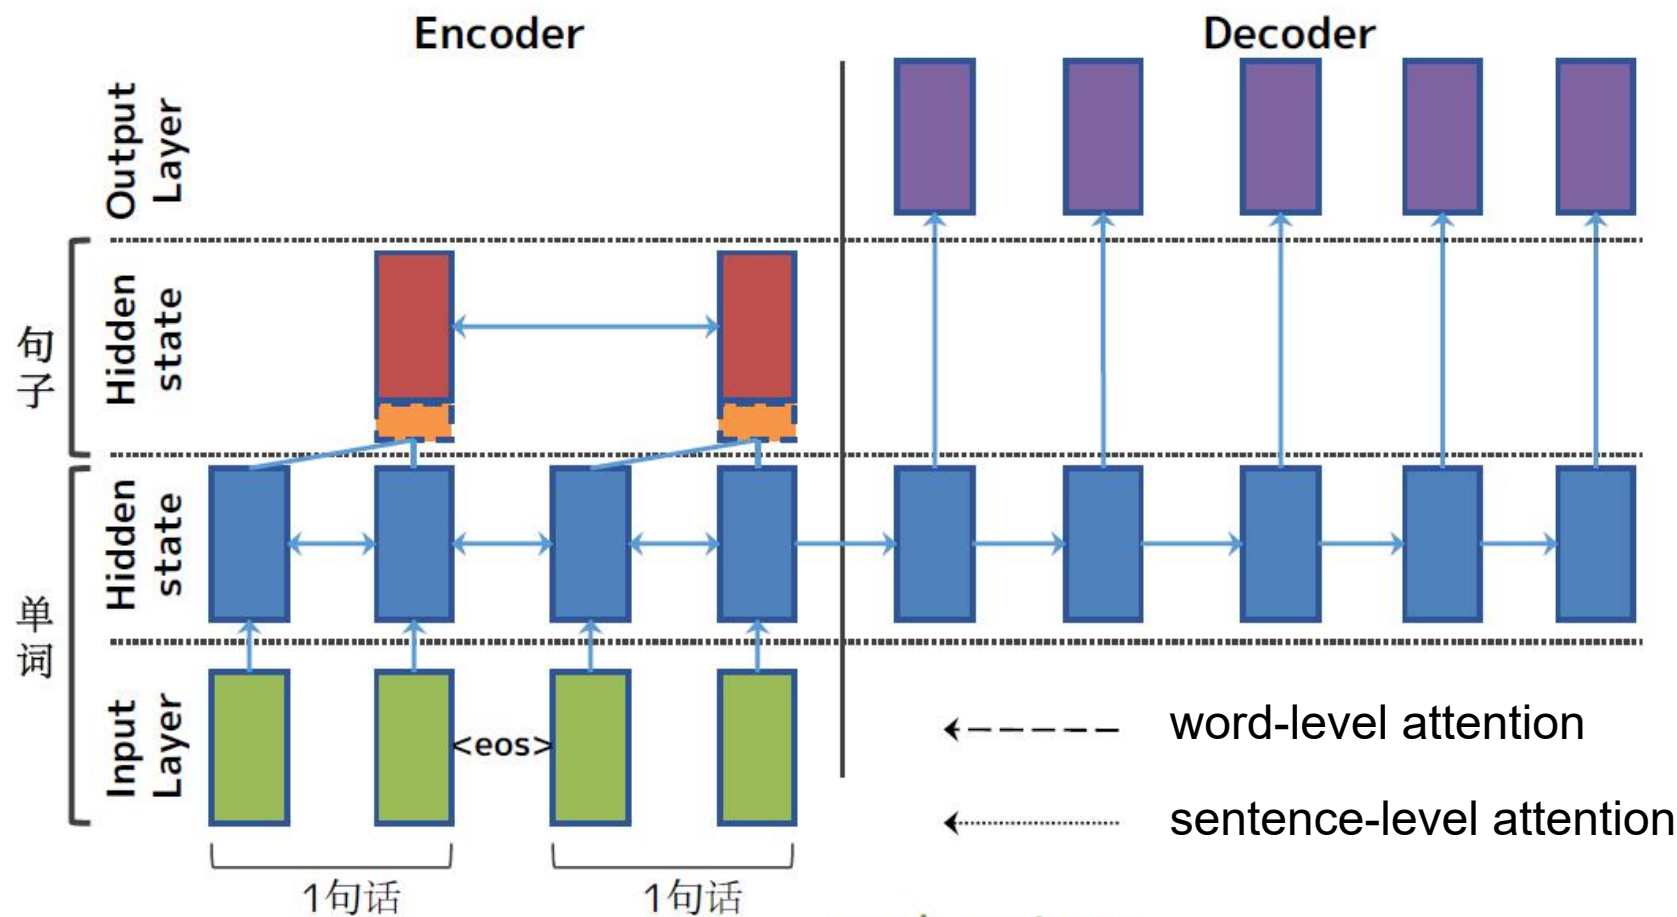 Encoder
Decoder
Output
Layer
句子
Hidden
state
单词
Hidden
state
Input
Layer
<eos>
word-level attention
sentence-level attention
1句话
1句话